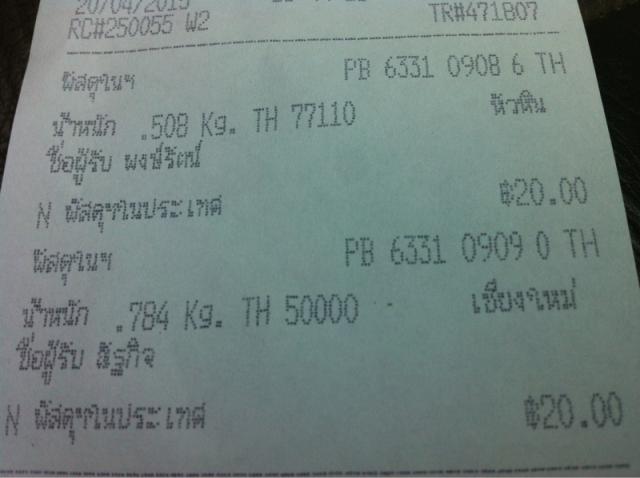 20/04/2015
RC#250055 W2 TR#471807
พัสดุในฯ PB 6331 0908 6 TH
น้ำหนัก .508 Kg. TH 77110 หัวหิน
ชื่อผู้รับ พงษ์รัตน์
N พัสดุฯในประเทศ ฿20.00
พัสดุในฯ PB 6331 0909 0 TH
น้ำหนัก .784 Kg. TH 50000 เชียงใหม่
ชื่อผู้รับ
N พัสดุฯในประเทศ ฿20.00